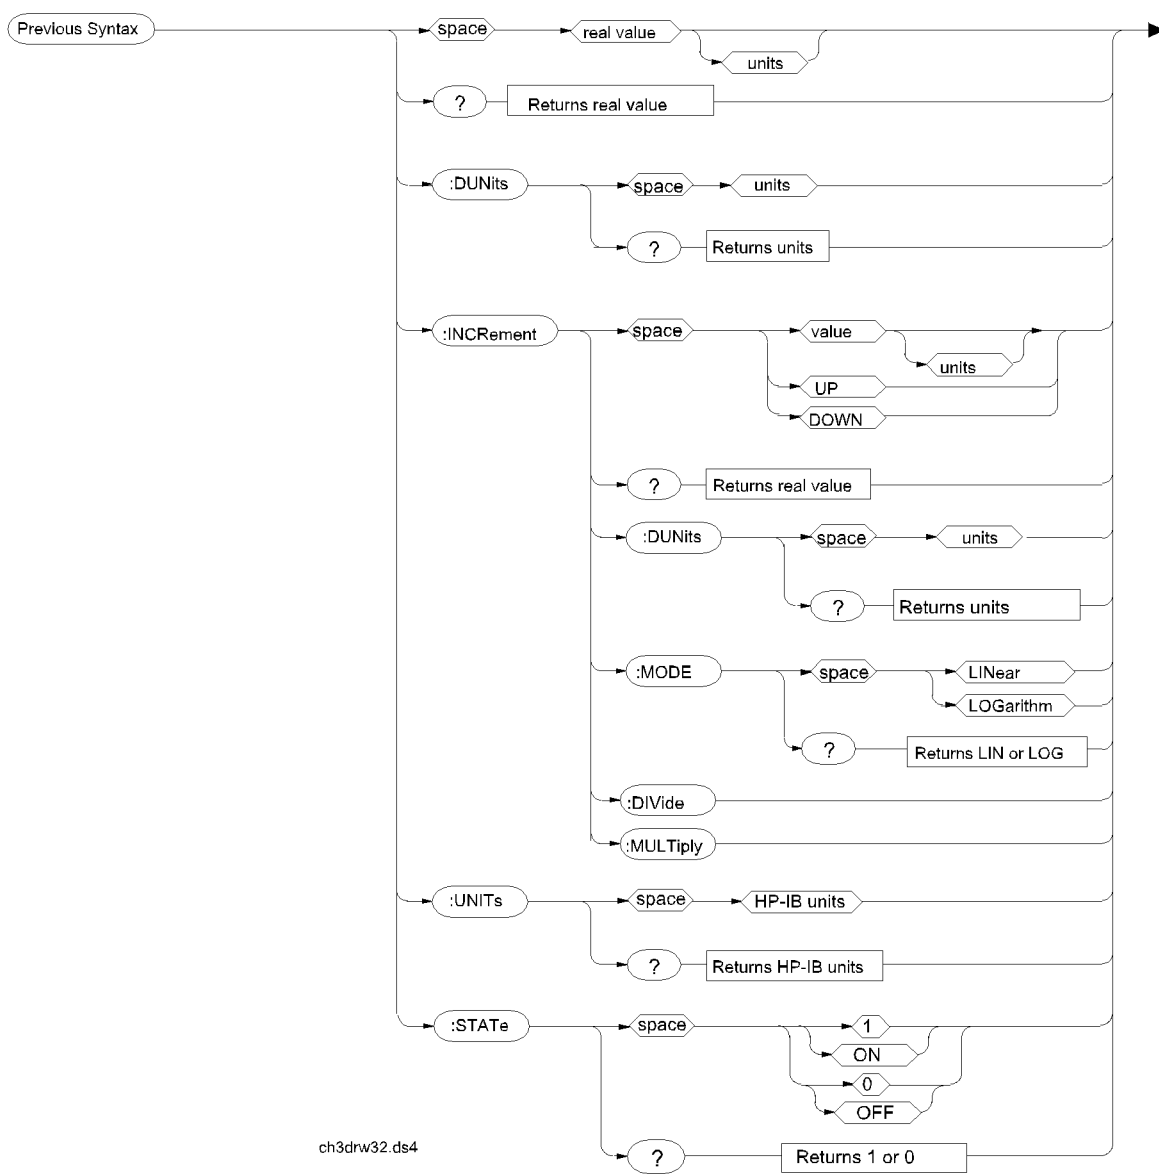 Previous Syntax
space
real value
units
?
Returns real value
:DUNits
space
units
?
Returns units
:INCRement
space
value
units
UP
DOWN
?
Returns real value
:DUNits
space
units
?
Returns units
:MODE
space
LINear
LOGarithm
?
Returns LIN or LOG
:DIVide
:MULTiply
:UNITs
space
HP-IB units
?
Returns HP-IB units
:STATe
space
1
ON
0
OFF
?
Returns 1 or 0
ch3drw32.ds4